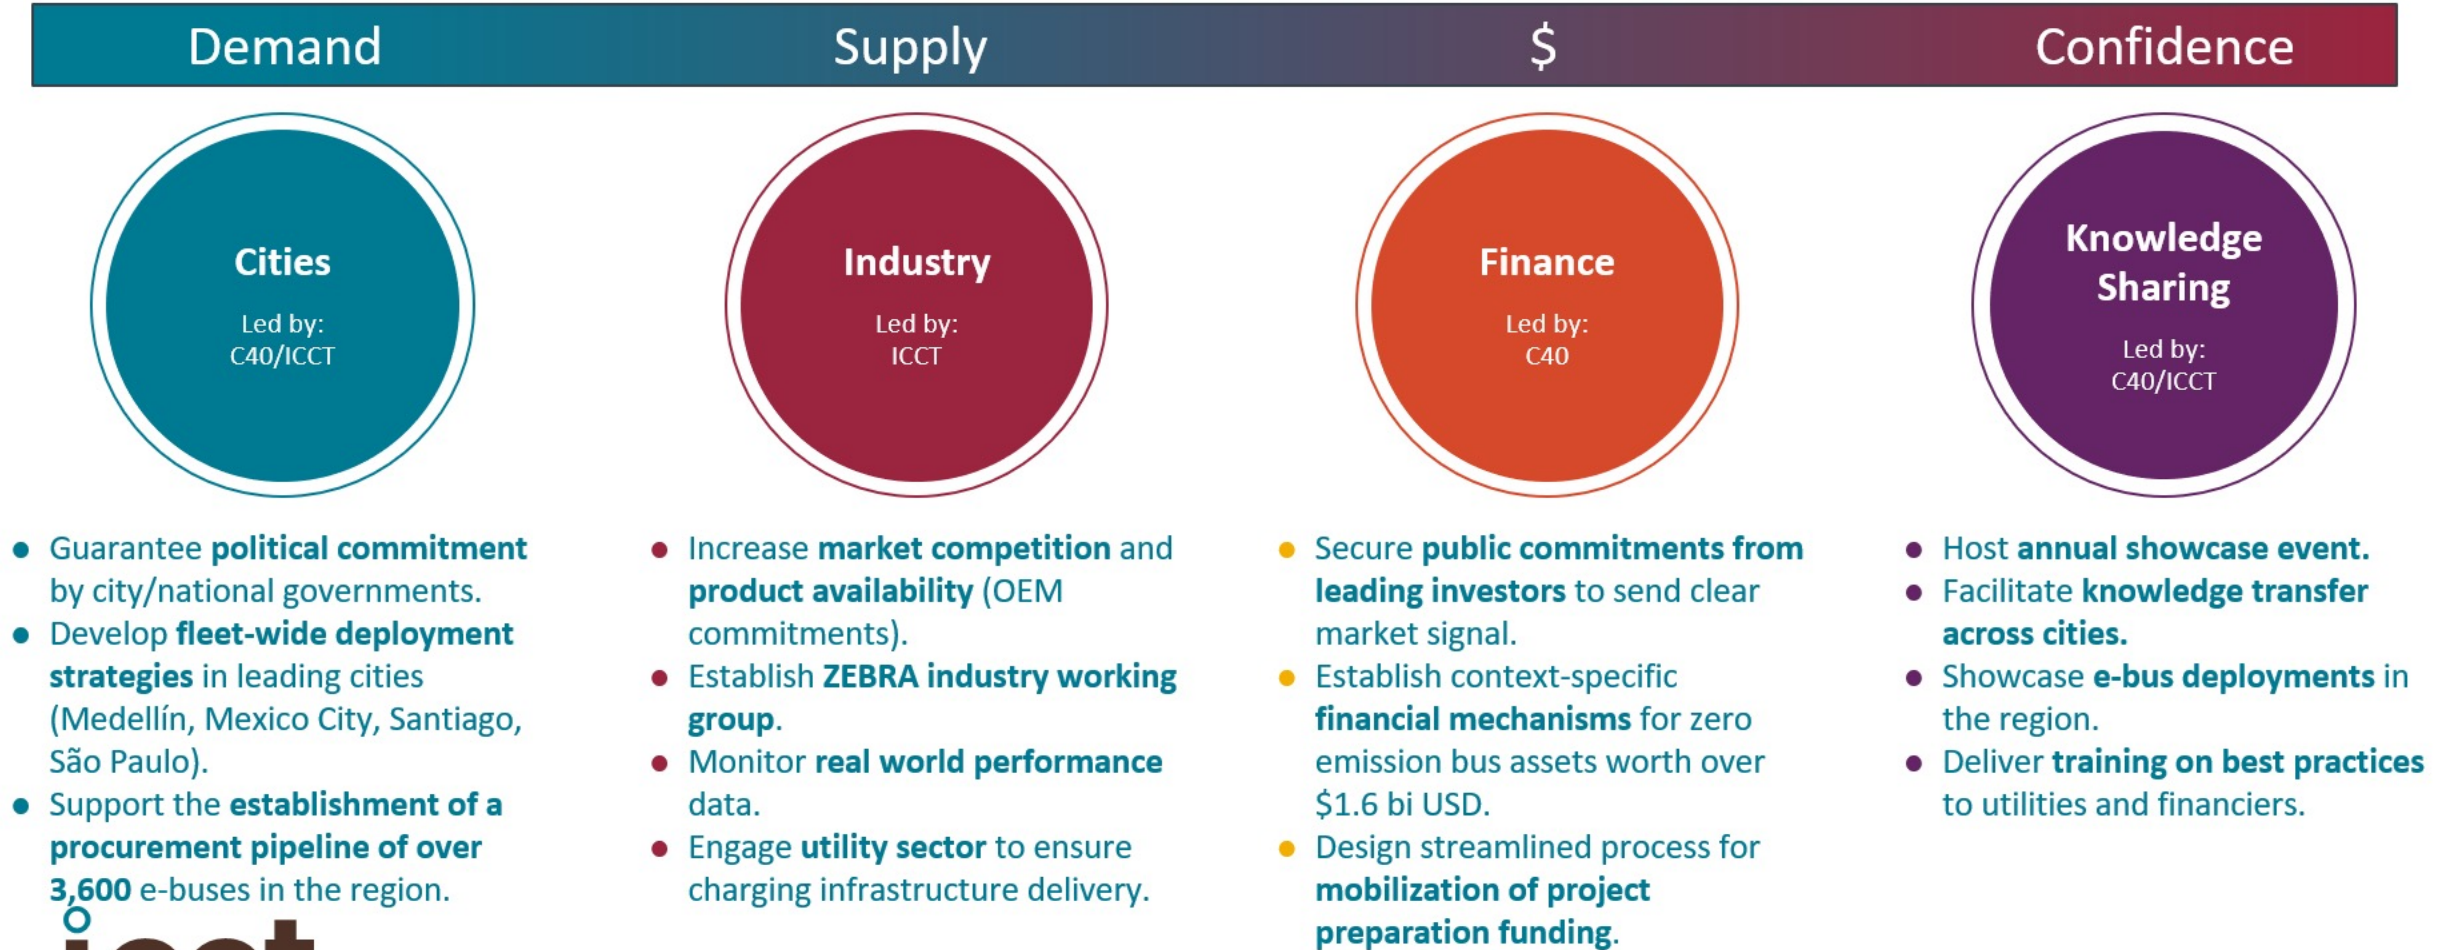 Demand
Supply
$
Confidence
Cities
Led by:
C40/ICCT
Industry
Led by:
ICCT
Finance
Led by:
C40
Knowledge
Sharing
Led by:
C40/ICCT
● Guarantee political commitment
by city/national governments.
● Develop fleet-wide deployment
strategies in leading cities
(Medellín, Mexico City, Santiago,
São Paulo).
● Support the establishment of a
procurement pipeline of over
3,600 e-buses in the region.
● Increase market competition and
product availability (OEM
commitments).
● Establish ZEBRA industry working
group.
● Monitor real world performance
data.
● Engage utility sector to ensure
charging infrastructure delivery.
● Secure public commitments from
leading investors to send clear
market signal.
● Establish context-specific
financial mechanisms for zero
emission bus assets worth over
$1.6 bi USD.
● Design streamlined process for
mobilization of project
preparation funding.
● Host annual showcase event.
● Facilitate knowledge transfer
across cities.
● Showcase e-bus deployments in
the region.
● Deliver training on best practices
to utilities and financiers.
icct